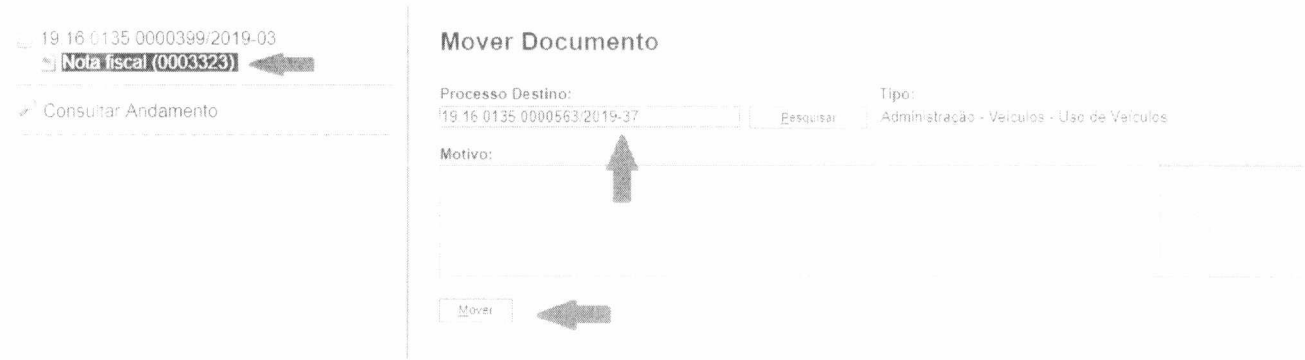 19.16.0135.0000399/2019-03
Nota fiscal (0003323)
Consultar Andamento
Mover Documento
Processo Destino:
19.16.0135.0000563/2019-37
Pesquisar
Tipo:
Administração - Veículos - Uso de Veículos
Motivo:
Mover